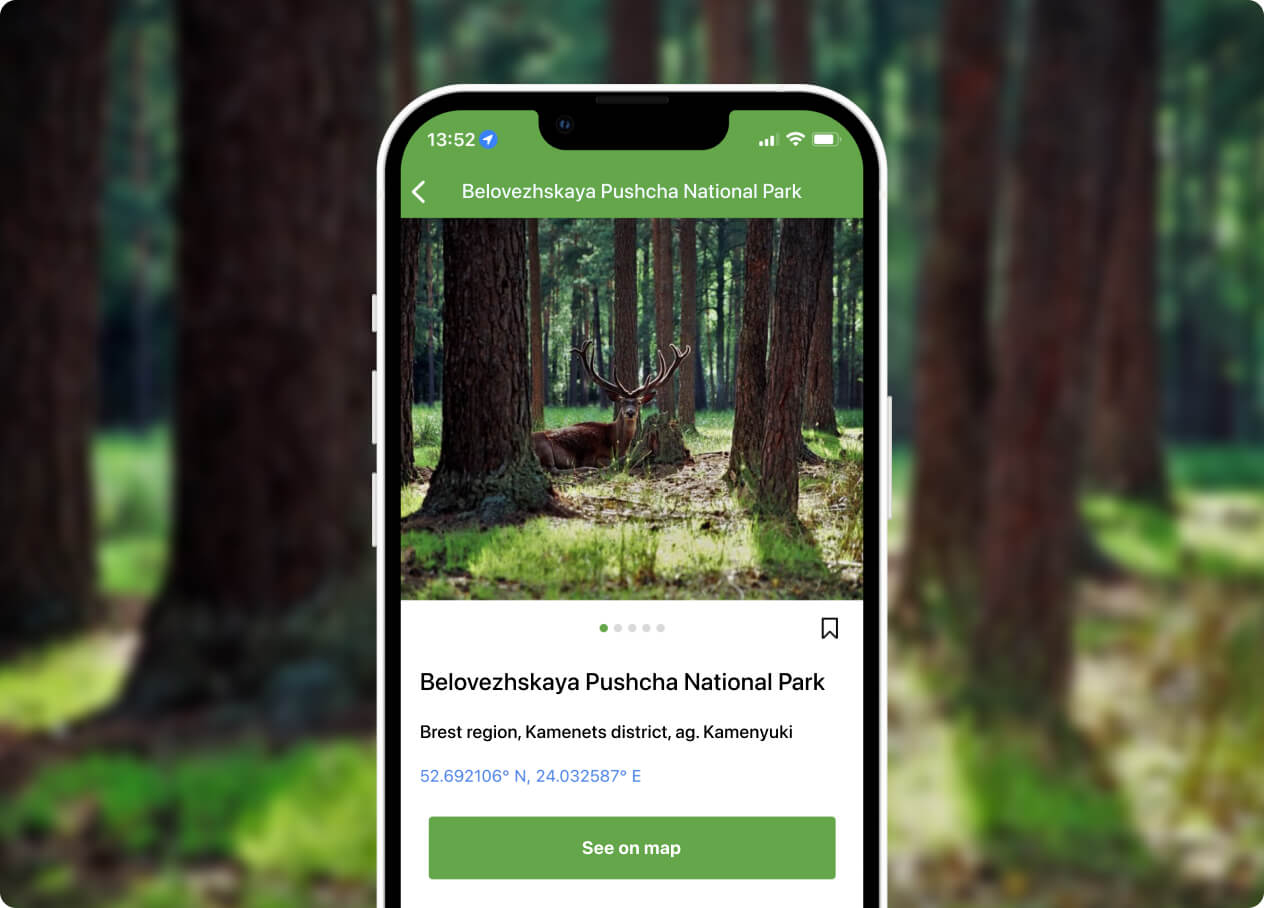 13:52
Belovezhskaya Pushcha National Park
Belovezhskaya Pushcha National Park
Brest region, Kamenets district, ag. Kamenyuki
52.692106° N, 24.032587° E
See on map